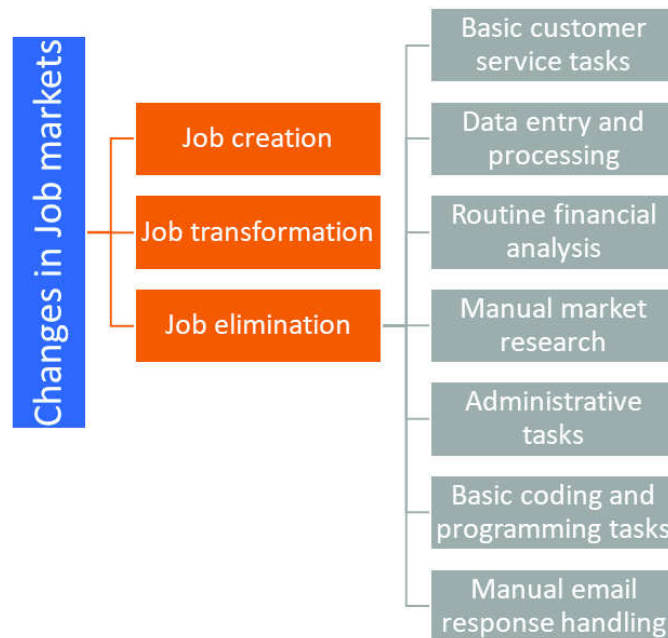 Changes in Job markets
Job creation
Job transformation
Job elimination
Basic customer
service tasks
Data entry and
processing
Routine financial
analysis
Manual market
research
Administrative
tasks
Basic coding and
programming tasks
Manual email
response handling